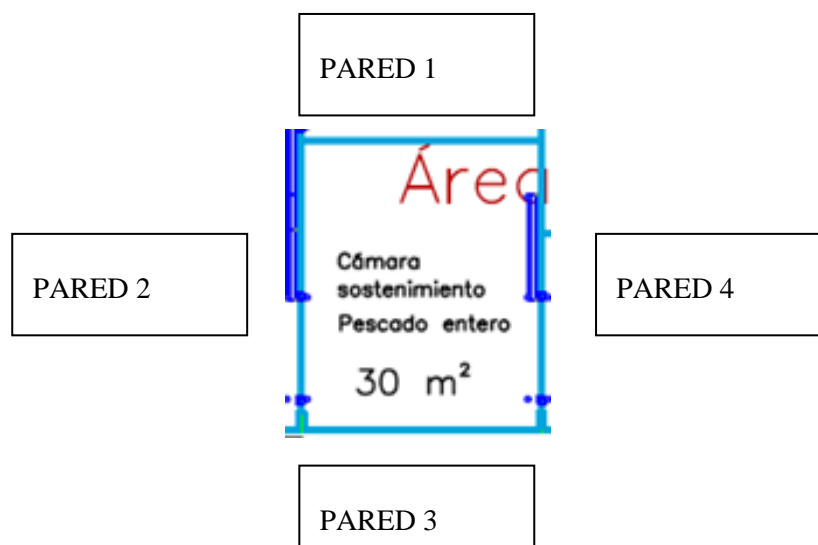 PARED 1
Área
PARED 2
Cámara
sostenimiento
Pescado entero
30 m²
PARED 4
PARED 3